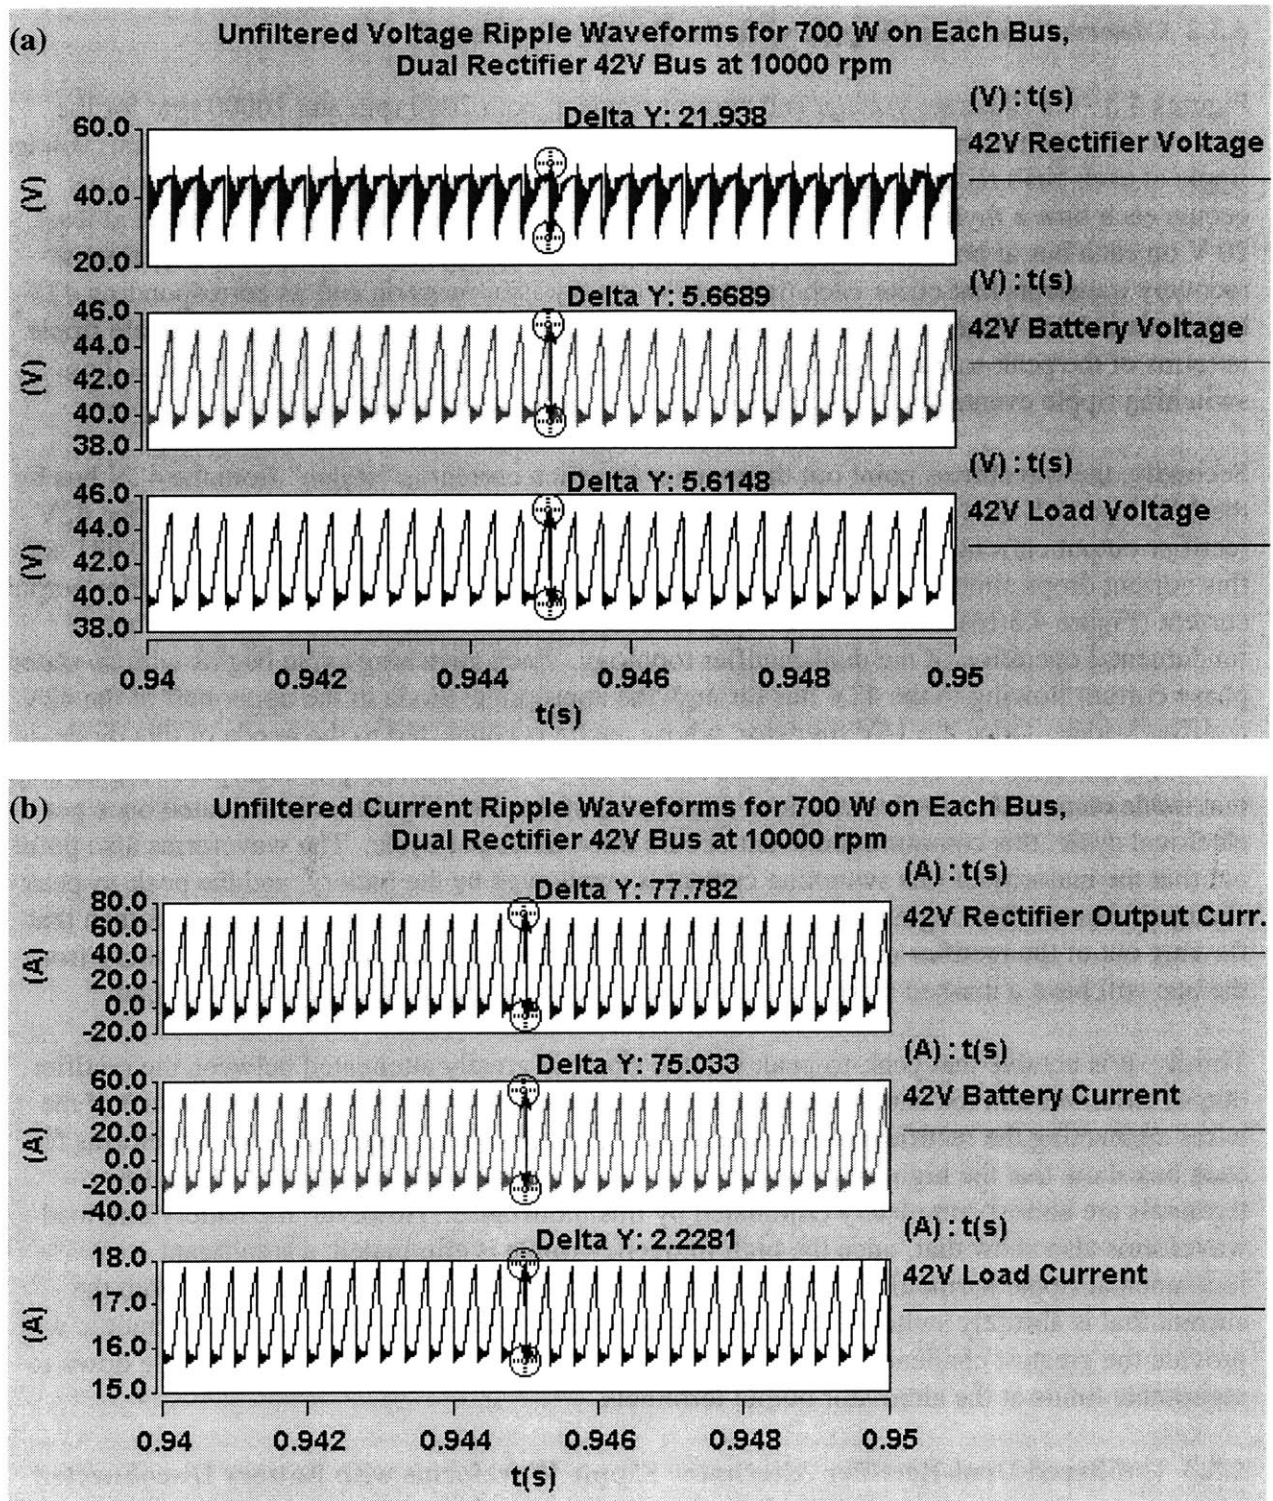 (a)
Unfiltered Voltage Ripple Waveforms for 700 W on Each Bus,
Dual Rectifier 42V Bus at 10000 rpm
(V) : t(s)
Delta Y: 21.938
42V Rectifier Voltage
60.0
40.0
20.0
(V)
(V) : t(s)
Delta Y: 5.6689
42V Battery Voltage
46.0
44.0
42.0
40.0
38.0
(V)
(V) : t(s)
Delta Y: 5.6148
42V Load Voltage
46.0
44.0
42.0
40.0
38.0
(V)
0.94 0.942 0.944 0.946 0.948 0.95
t(s)
(b)
Unfiltered Current Ripple Waveforms for 700 W on Each Bus,
Dual Rectifier 42V Bus at 10000 rpm
(A) : t(s)
Delta Y: 77.782
42V Rectifier Output Curr.
80.0
60.0
40.0
20.0
0.0
-20.0
(A)
(A) : t(s)
Delta Y: 75.033
42V Battery Current
60.0
40.0
20.0
0.0
-20.0
-40.0
(A)
(A) : t(s)
Delta Y: 2.2281
42V Load Current
18.0
17.0
16.0
15.0
(A)
0.94 0.942 0.944 0.946 0.948 0.95
t(s)